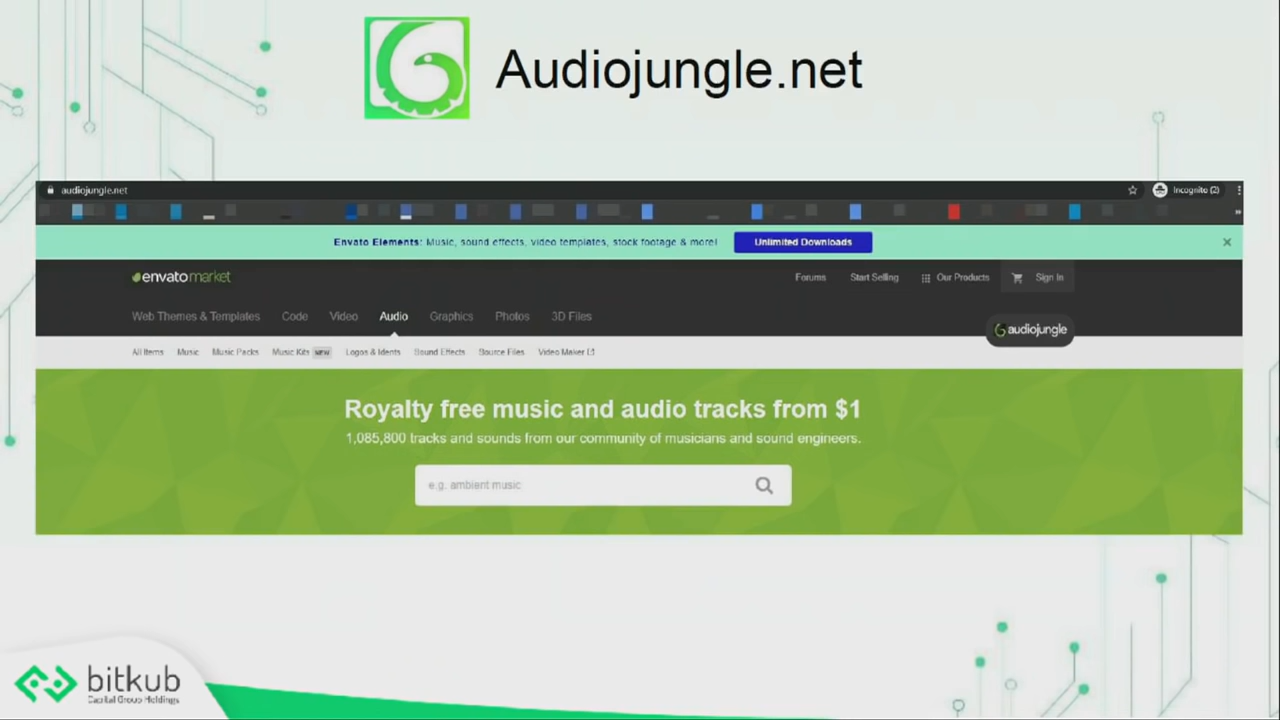 Audiojungle.net
audiojungle.net
Incognito (2)
Envato Elements: Music, sound effects, video templates, stock footage & more!
Unlimited Downloads
envatomarket
Forums
Start Selling
Our Products
Sign In
Web Themes & Templates
Code
Video
Audio
Graphics
Photos
3D Files
audiojungle
All Items
Music
Music Packs
Music Kits NEW
Logos & Idents
Sound Effects
Source Files
Video Maker
Royalty free music and audio tracks from $1
1,085,800 tracks and sounds from our community of musicians and sound engineers.
e.g. ambient music
bitkub
Capital Group Holdings